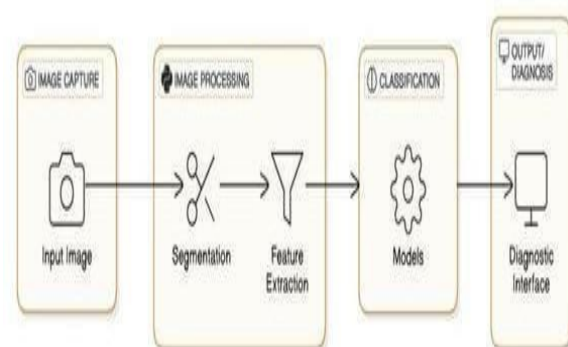 IMAGE CAPTURE
Input Image
IMAGE PROCESSING
Segmentation
Feature
Extraction
CLASSIFICATION
Models
OUTPUT/
DIAGNOSIS
Diagnostic
Interface